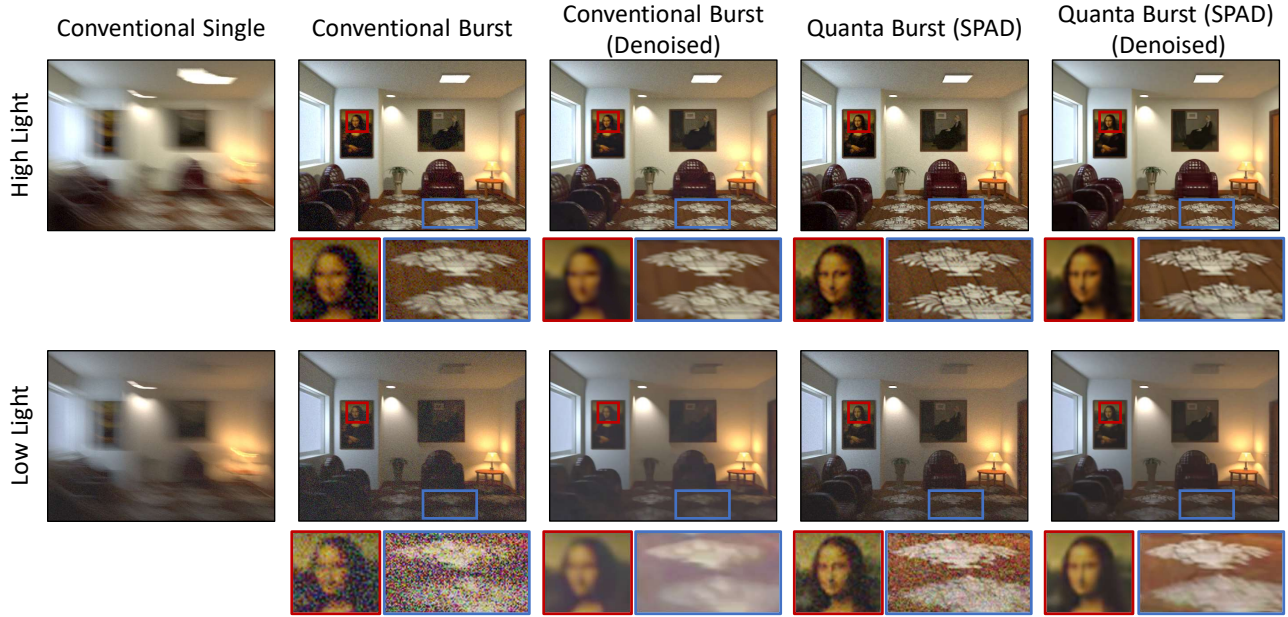 Conventional Single
Conventional Burst
Conventional Burst
(Denoised)
Quanta Burst (SPAD)
Quanta Burst (SPAD)
(Denoised)
High Light
Low Light